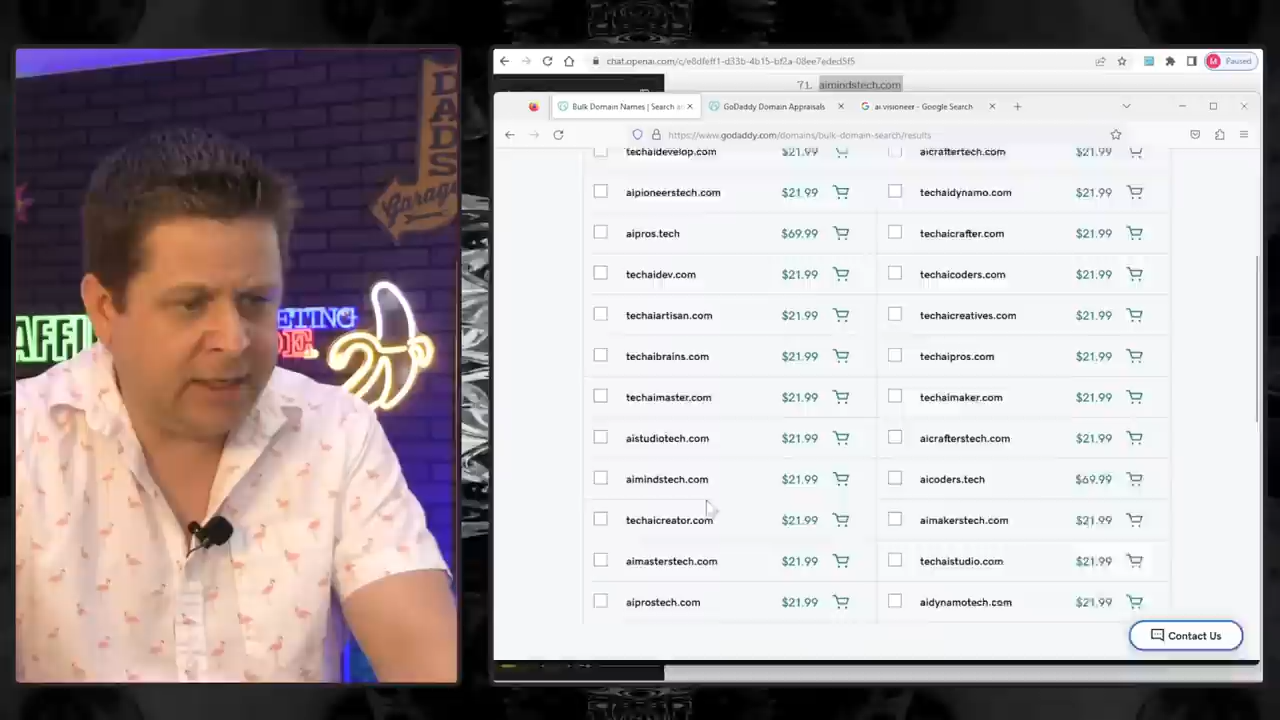 DADS
Garage
AFFI
ETING
DE.
chat.openai.com/c/e8dfeff1-d33b-4b15-bf2a-08ee7eded5f5
Paused
71. aimindstech.com
Bulk Domain Names | Search as
GoDaddy Domain Appraisals
ai visioneer - Google Search
https://www.godaddy.com/domains/bulk-domain-search/results
techaidevelop.com $21.99 aicraftertech.com $21.99
aipioneerstech.com $21.99 techaidynamo.com $21.99
aipros.tech $69.99 techaicrafter.com $21.99
techaidev.com $21.99 techaicoders.com $21.99
techaiartisan.com $21.99 techaicreatives.com $21.99
techaibrains.com $21.99 techaipros.com $21.99
techaimaster.com $21.99 techaimaker.com $21.99
aistudiotech.com $21.99 aicrafterstech.com $21.99
aimindstech.com $21.99 aicoders.tech $69.99
techaicreator.com $21.99 aimakerstech.com $21.99
aimasterstech.com $21.99 techaistudio.com $21.99
aiprostech.com $21.99 aidynamotech.com $21.99
Contact Us